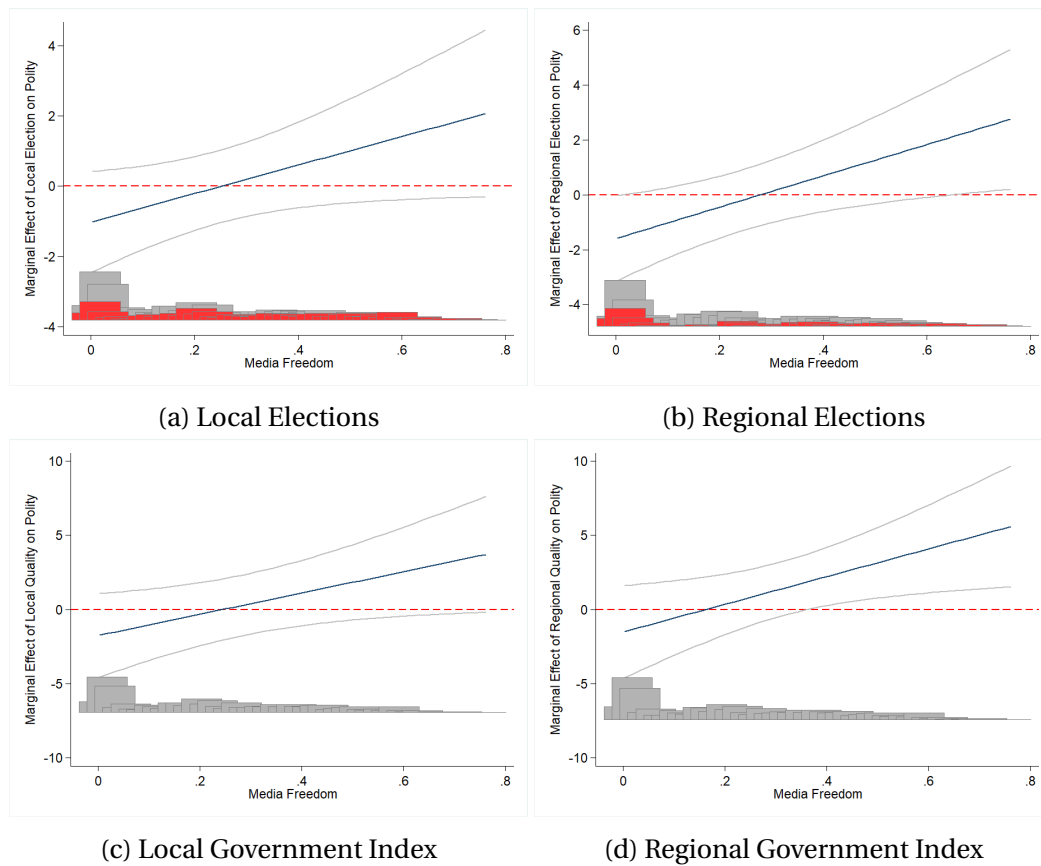 Marginal Effect of Local Election on Polity
4
2
0
-2
-4
0 .2 .4 .6 .8
Media Freedom
(a) Local Elections
Marginal Effect of Regional Election on Polity
6
4
2
0
-2
-4
0 .2 .4 .6 .8
Media Freedom
(b) Regional Elections
Marginal Effect of Local Quality on Polity
10
5
0
-5
-10
0 .2 .4 .6 .8
Media Freedom
(c) Local Government Index
Marginal Effect of Regional Quality on Polity
10
5
0
-5
-10
0 .2 .4 .6 .8
Media Freedom
(d) Regional Government Index